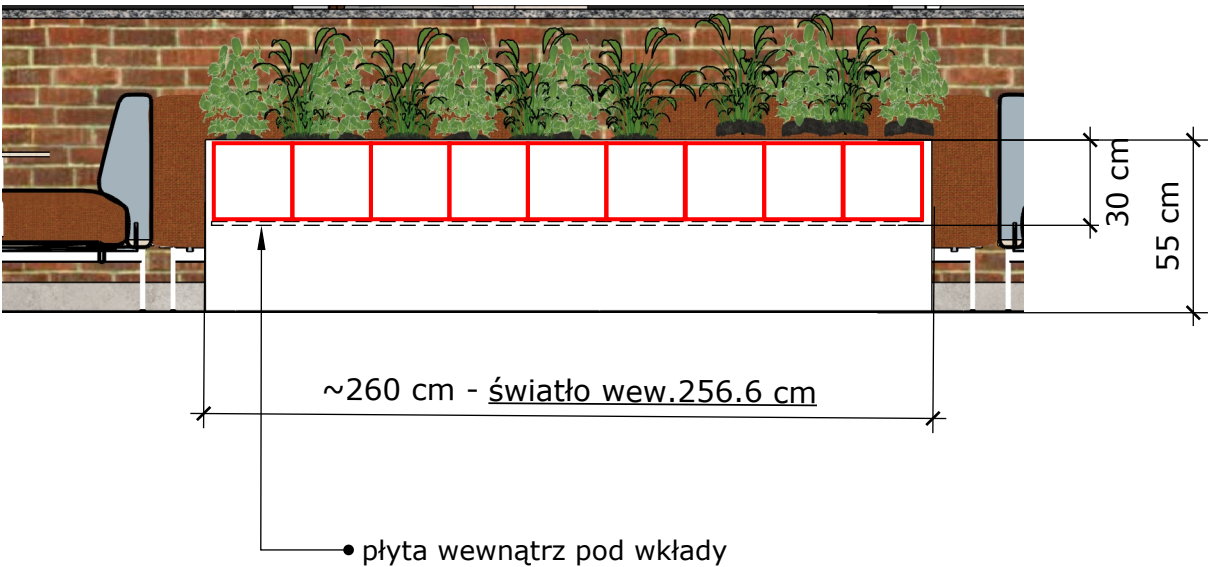 30 cm
55 cm
~260 cm - światło wew.256.6 cm
płyta wewnątrz pod wkłady